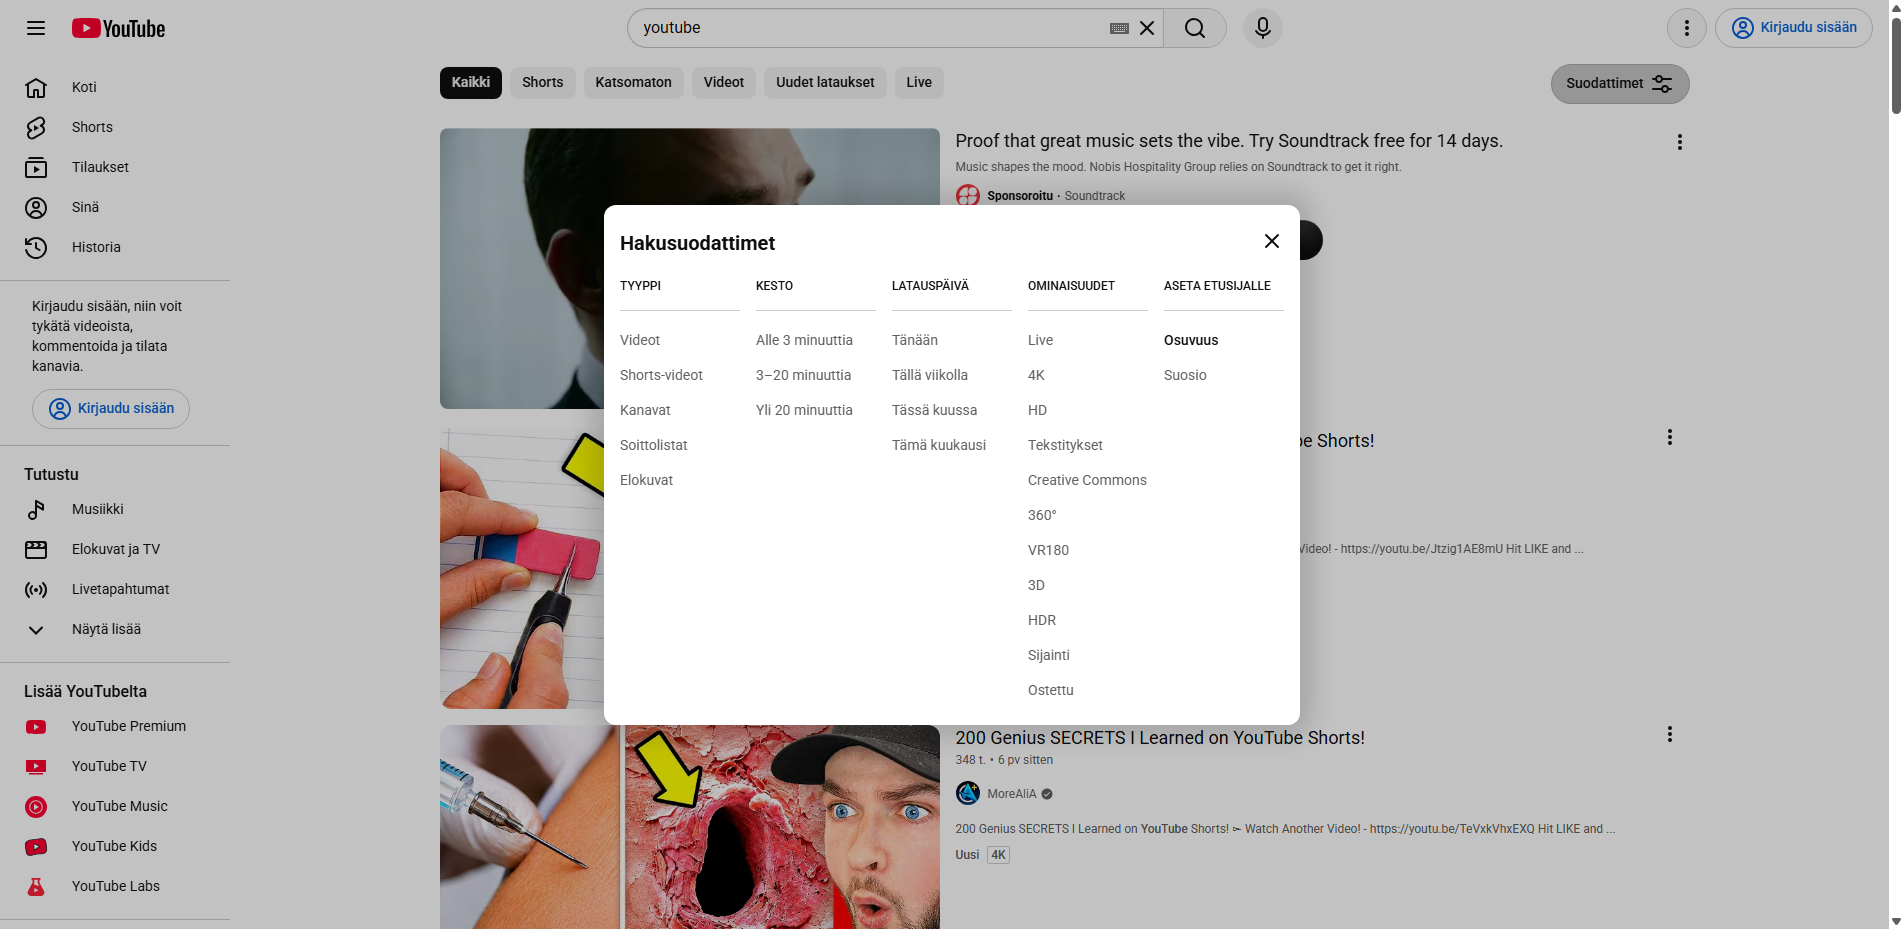 YouTube
youtube
Kirjaudu sisään
Koti
Shorts
Tilaukset
Sinä
Historia
Kirjaudu sisään, niin voit
tykätä videoista,
kommentoida ja tilata
kanavia.
Kirjaudu sisään
Tutustu
Musiikki
Elokuvat ja TV
Livetapahtumat
Näytä lisää
Lisää YouTubelta
YouTube Premium
YouTube TV
YouTube Music
YouTube Kids
YouTube Labs
Kaikki
Shorts
Katsomaton
Videot
Uudet lataukset
Live
Suodattimet
Proof that great music sets the vibe. Try Soundtrack free for 14 days.
Music shapes the mood. Nobis Hospitality Group relies on Soundtrack to get it right.
Sponsoroitu · Soundtrack
Hakusuodattimet
TYYPPI
Videot
Shorts-videot
Kanavat
Soittolistat
Elokuvat
KESTO
Alle 3 minuuttia
3–20 minuuttia
Yli 20 minuuttia
LATAUSPÄIVÄ
Tänään
Tällä viikolla
Tässä kuussa
Tämä kuukausi
OMINAISUUDET
Live
4K
HD
Tekstitykset
Creative Commons
360°
VR180
3D
HDR
Sijainti
Ostettu
ASETA ETUSIJALLE
Osuvuus
Suosio
be Shorts!
Video! - https://youtu.be/Jtzig1AE8mU Hit LIKE and ...
200 Genius SECRETS I Learned on YouTube Shorts!
348 t. • 6 pv sitten
MoreAliA
200 Genius SECRETS I Learned on YouTube Shorts! ➛ Watch Another Video! - https://youtu.be/TeVxkVhxEXQ Hit LIKE and ...
Uusi 4K